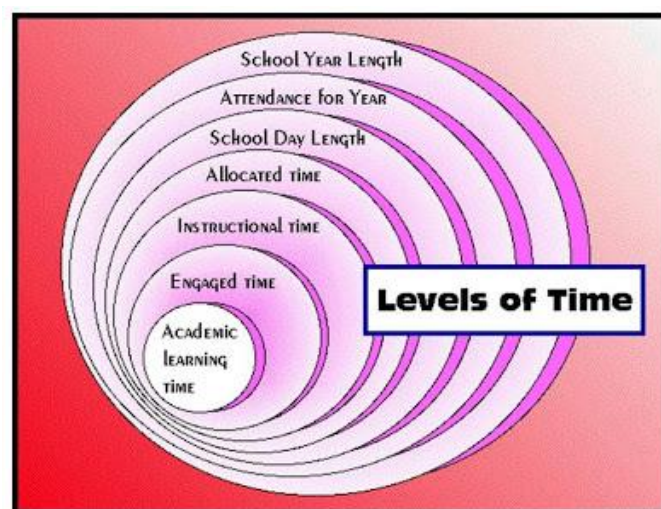 School Year Length
Attendance for Year
School Day Length
Allocated time
Instructional time
Engaged time
Academic
learning
time
Levels of Time